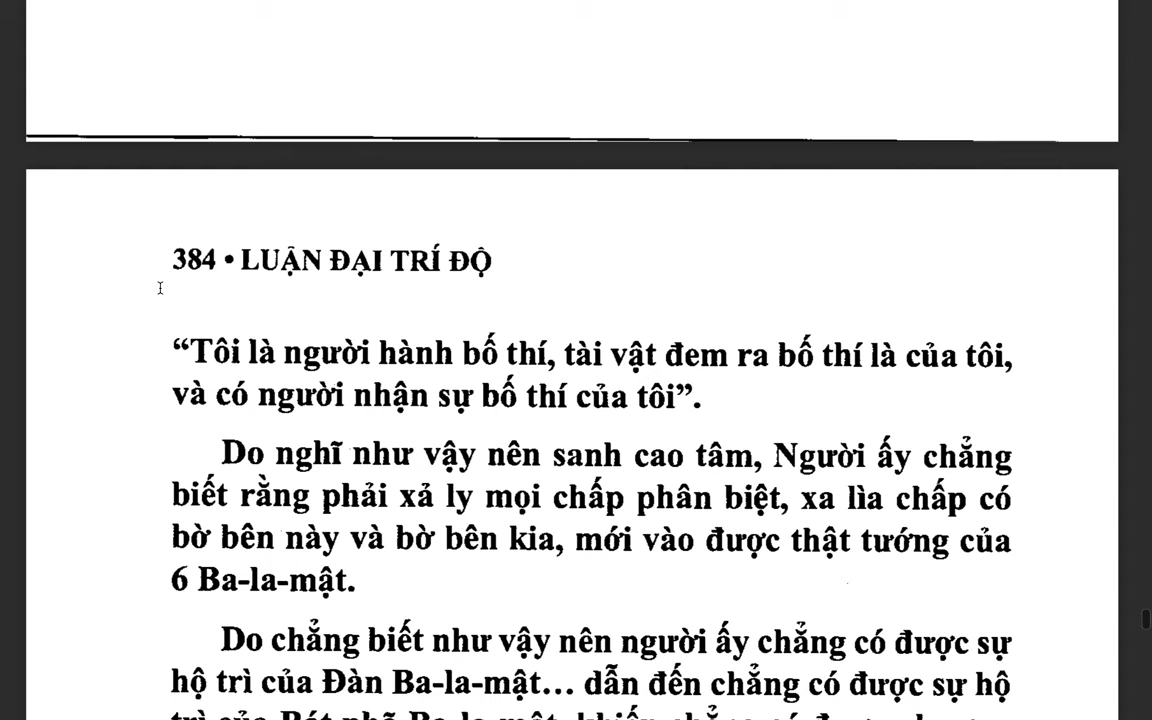 384 • LUẬN ĐẠI TRÍ ĐỘ
“Tôi là người hành bố thí, tài vật đem ra bố thí là của tôi,
và có người nhận sự bố thí của tôi”.
Do nghĩ như vậy nên sanh cao tâm, Người ấy chẳng
biết rằng phải xả ly mọi chấp phân biệt, xa lìa chấp có
bờ bên này và bờ bên kia, mới vào được thật tướng của
6 Ba-la-mật.
Do chẳng biết như vậy nên người ấy chẳng có được sự
hộ trì của Đàn Ba-la-mật... dẫn đến chẳng có được sự hộ